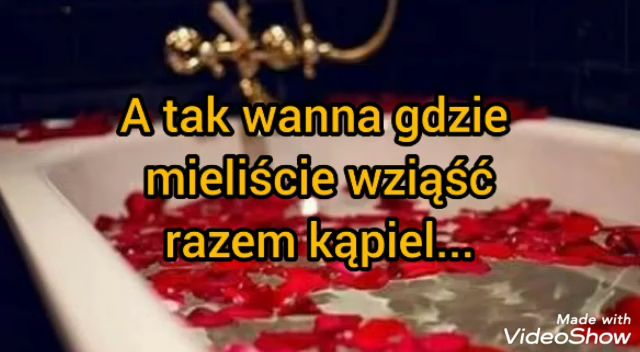 A tak wanna gdzie
mieliście wziąść
razem kąpiel...
Made with
VideoShow